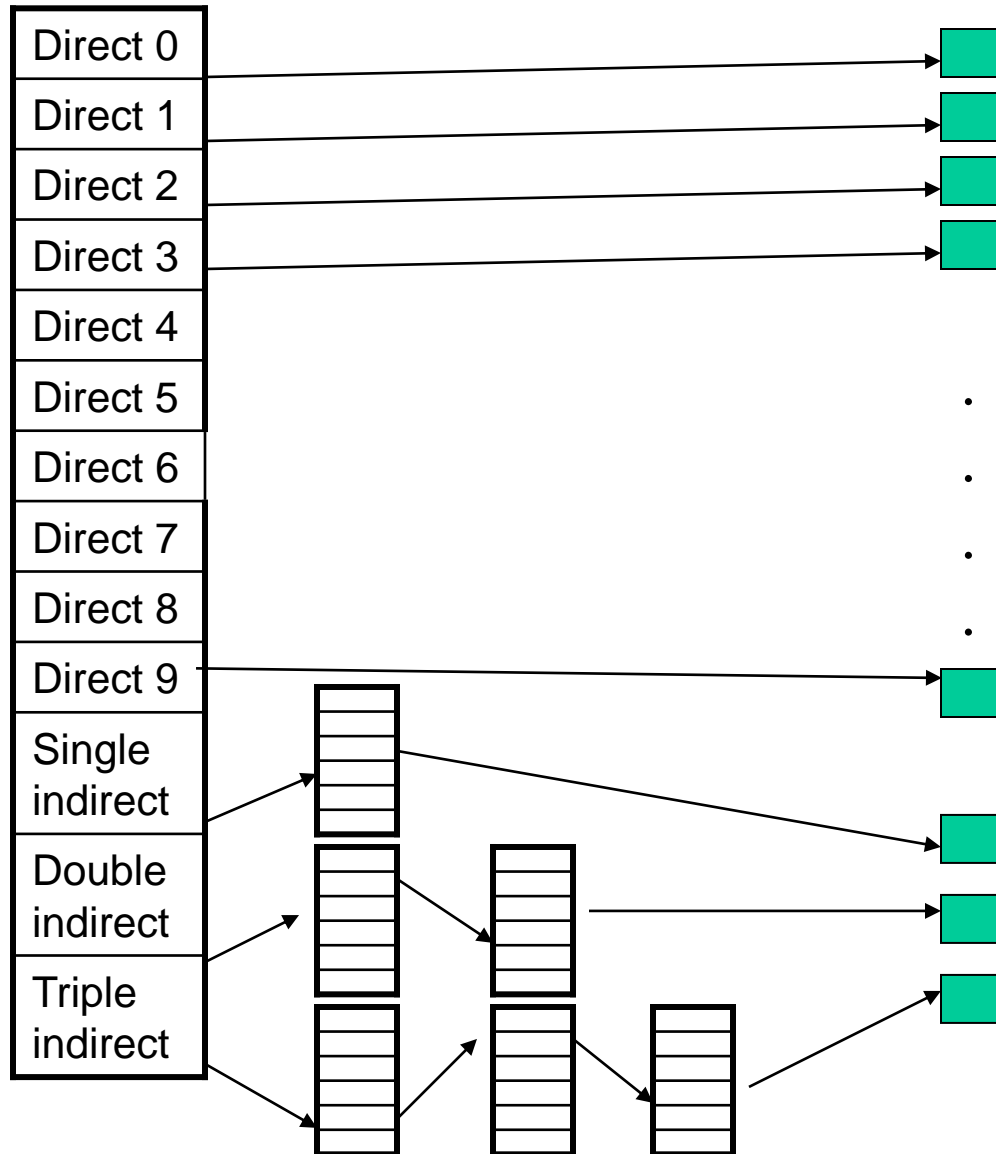 Direct 0
Direct 1
Direct 2
Direct 3
Direct 4
Direct 5
Direct 6
Direct 7
Direct 8
Direct 9
Single
indirect
Double
indirect
Triple
indirect